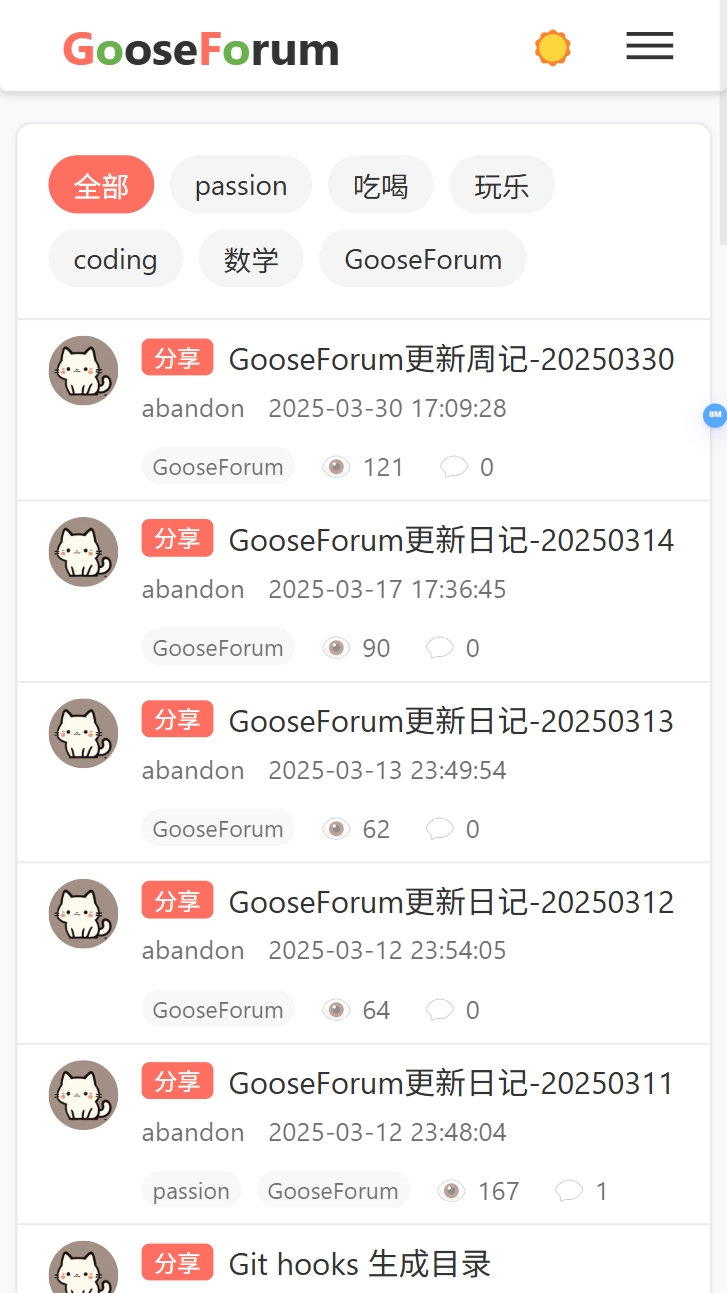 GooseForum
全部 passion 吃喝 玩乐
coding 数学 GooseForum
分享 GooseForum更新周记-20250330
abandon 2025-03-30 17:09:28
GooseForum 121 0
8M
分享 GooseForum更新日记-20250314
abandon 2025-03-17 17:36:45
GooseForum 90 0
分享 GooseForum更新日记-20250313
abandon 2025-03-13 23:49:54
GooseForum 62 0
分享 GooseForum更新日记-20250312
abandon 2025-03-12 23:54:05
GooseForum 64 0
分享 GooseForum更新日记-20250311
abandon 2025-03-12 23:48:04
passion GooseForum 167 1
分享 Git hooks 生成目录